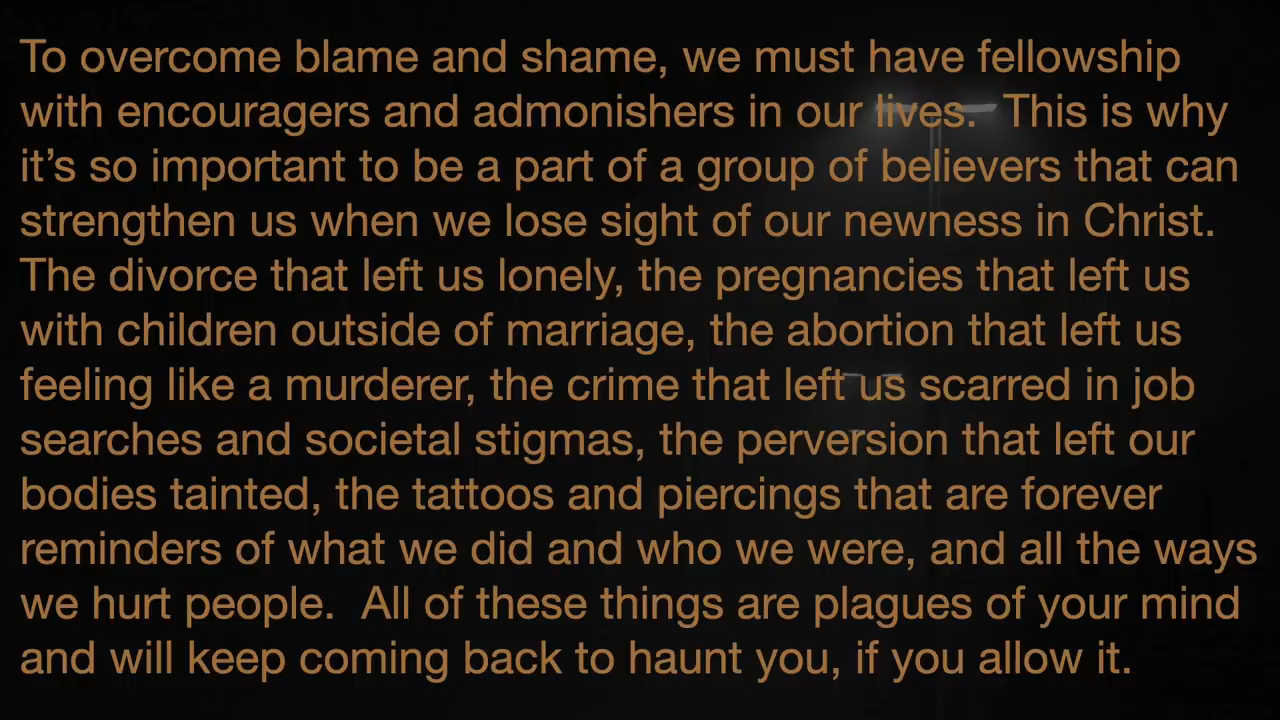 To overcome blame and shame, we must have fellowship
with encouragers and admonishers in our lives.  This is why
it’s so important to be a part of a group of believers that can
strengthen us when we lose sight of our newness in Christ.
The divorce that left us lonely, the pregnancies that left us
with children outside of marriage, the abortion that left us
feeling like a murderer, the crime that left us scarred in job
searches and societal stigmas, the perversion that left our
bodies tainted, the tattoos and piercings that are forever
reminders of what we did and who we were, and all the ways
we hurt people.  All of these things are plagues of your mind
and will keep coming back to haunt you, if you allow it.